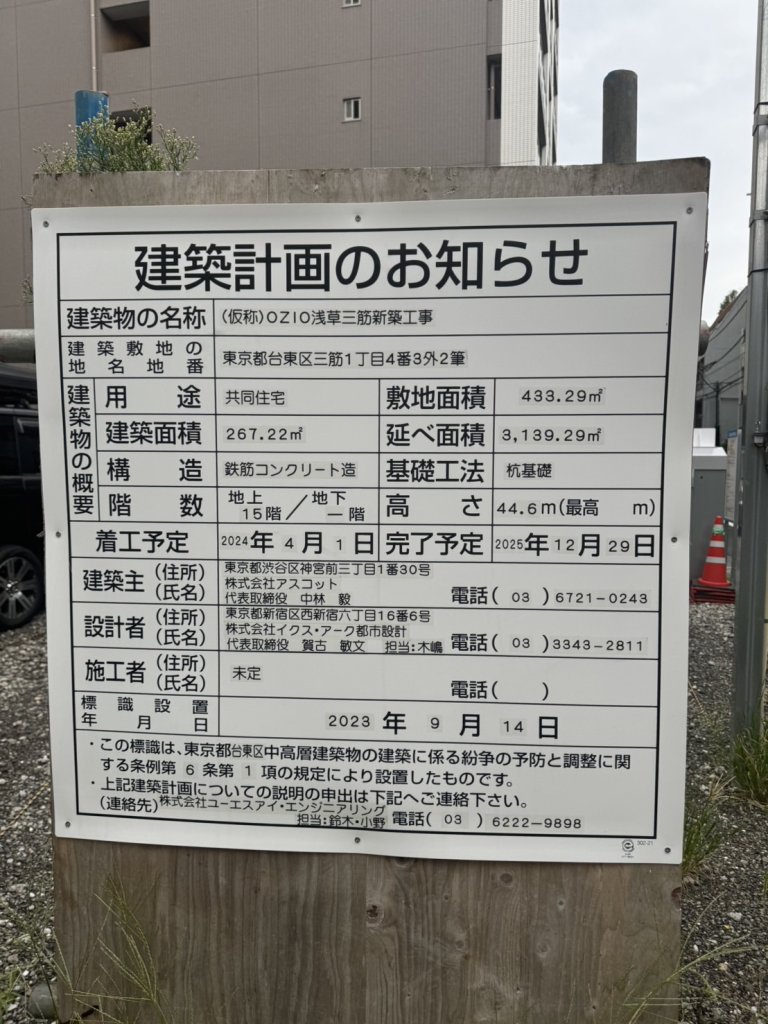 建築計画のお知らせ
建築物の名称 (仮称)OZIO浅草三筋新築工事
建築敷地の地名地番 東京都台東区三筋1丁目4番3外2筆
建築物の概要
用途 共同住宅 敷地面積 433.29㎡
建築面積 267.22㎡ 延べ面積 3,139.29㎡
構造 鉄筋コンクリート造 基礎工法 杭基礎
階数 地上15階/地下―階 高さ 44.6m(最高 m)
着工予定 2024年4月1日 完了予定 2025年12月29日
建築主(住所)(氏名) 東京都渋谷区神宮前三丁目1番30号
株式会社アスコット
代表取締役 中林 毅 電話(03)6721-0243
設計者(住所)(氏名) 東京都新宿区西新宿六丁目16番6号
株式会社イクス・アーク都市設計
代表取締役 賀古 敏文 担当:木嶋 電話(03)3343-2811
施工者(住所)(氏名) 未定
電話( )
標識設置年月日 2023年9月14日
・この標識は、東京都台東区中高層建築物の建築に係る紛争の予防と調整に関
する条例第6条第1項の規定により設置したものです。
・上記建築計画についての説明の申出は下記へご連絡下さい。
(連絡先)株式会社ユーエスアイ・エンジニアリング
担当:鈴木・小野 電話(03)6222-9898
302-21